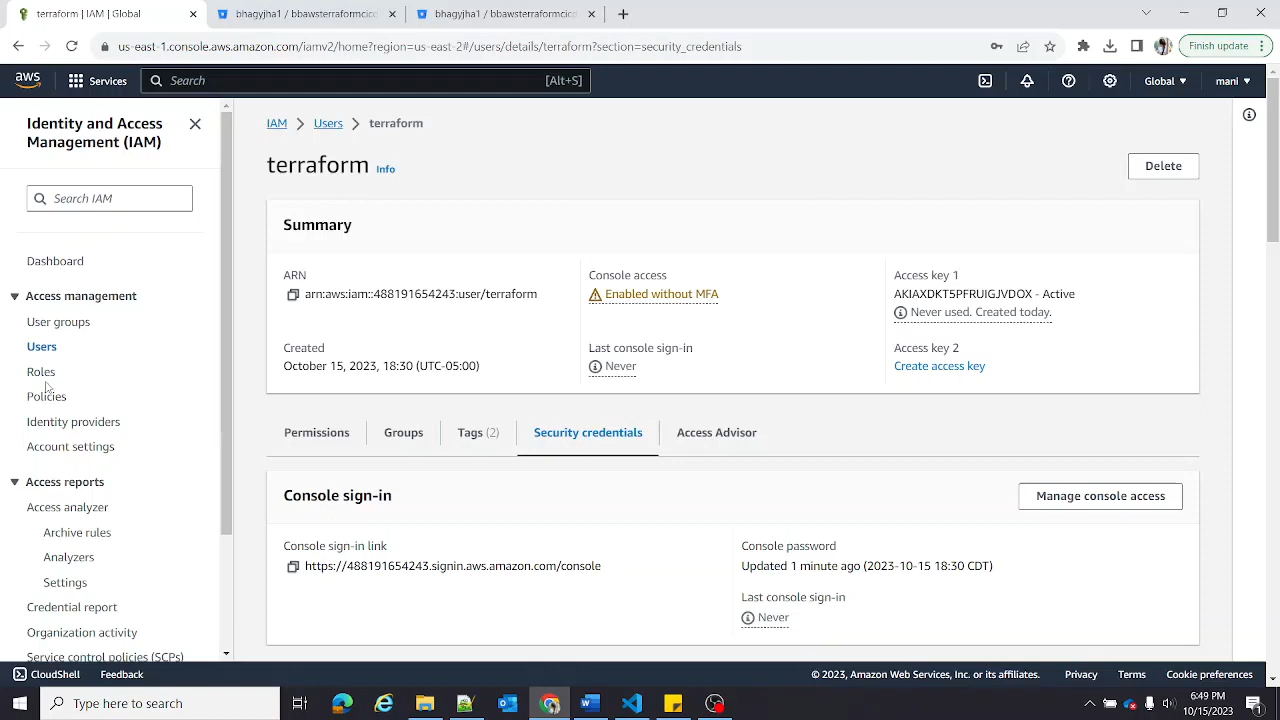 terraform | IAM | Global
bhagyjha1 / bbawsterraformcicd
bhagyjha1 / bbawsterraformcicd
us-east-1.console.aws.amazon.com/iamv2/home?region=us-east-2#/users/details/terraform?section=security_credentials
Finish update
aws
Services
Search
[Alt+S]
Global
mani
Identity and Access
Management (IAM)
Search IAM
Dashboard
Access management
User groups
Users
Roles
Policies
Identity providers
Account settings
Access reports
Access analyzer
Archive rules
Analyzers
Settings
Credential report
Organization activity
Service control policies (SCPs)
IAM
Users
terraform
terraform
Info
Delete
Summary
ARN
arn:aws:iam::488191654243:user/terraform
Created
October 15, 2023, 18:30 (UTC-05:00)
Console access
Enabled without MFA
Last console sign-in
Never
Access key 1
AKIAXDKT5PFRUIGJVDOX - Active
Never used. Created today.
Access key 2
Create access key
Permissions
Groups
Tags (2)
Security credentials
Access Advisor
Console sign-in
Manage console access
Console sign-in link
https://488191654243.signin.aws.amazon.com/console
Console password
Updated 1 minute ago (2023-10-15 18:30 CDT)
Last console sign-in
Never
CloudShell
Feedback
© 2023, Amazon Web Services, Inc. or its affiliates.
Privacy
Terms
Cookie preferences
Type here to search
6:49 PM
10/15/2023